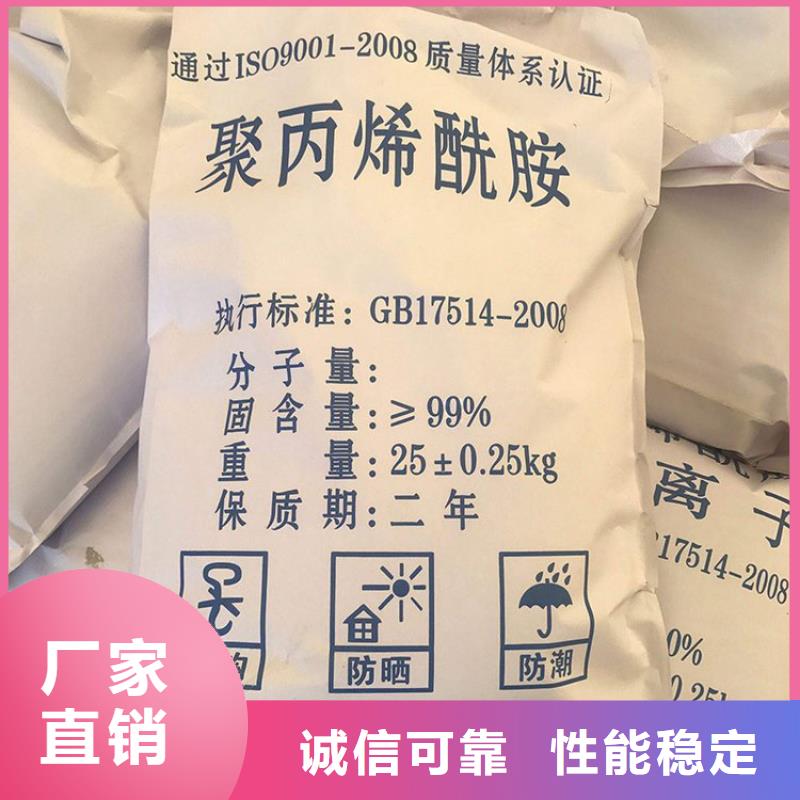 通过ISO9001-2008质量体系认证
聚丙烯酰胺
执行标准：GB17514-2008
分子量：
固含量：≥99%
重量：25±0.25kg
保质期：二年
防晒
防潮
离子
17514-2008
0%
0.25k
厂家
直销
诚信可靠 性能稳定